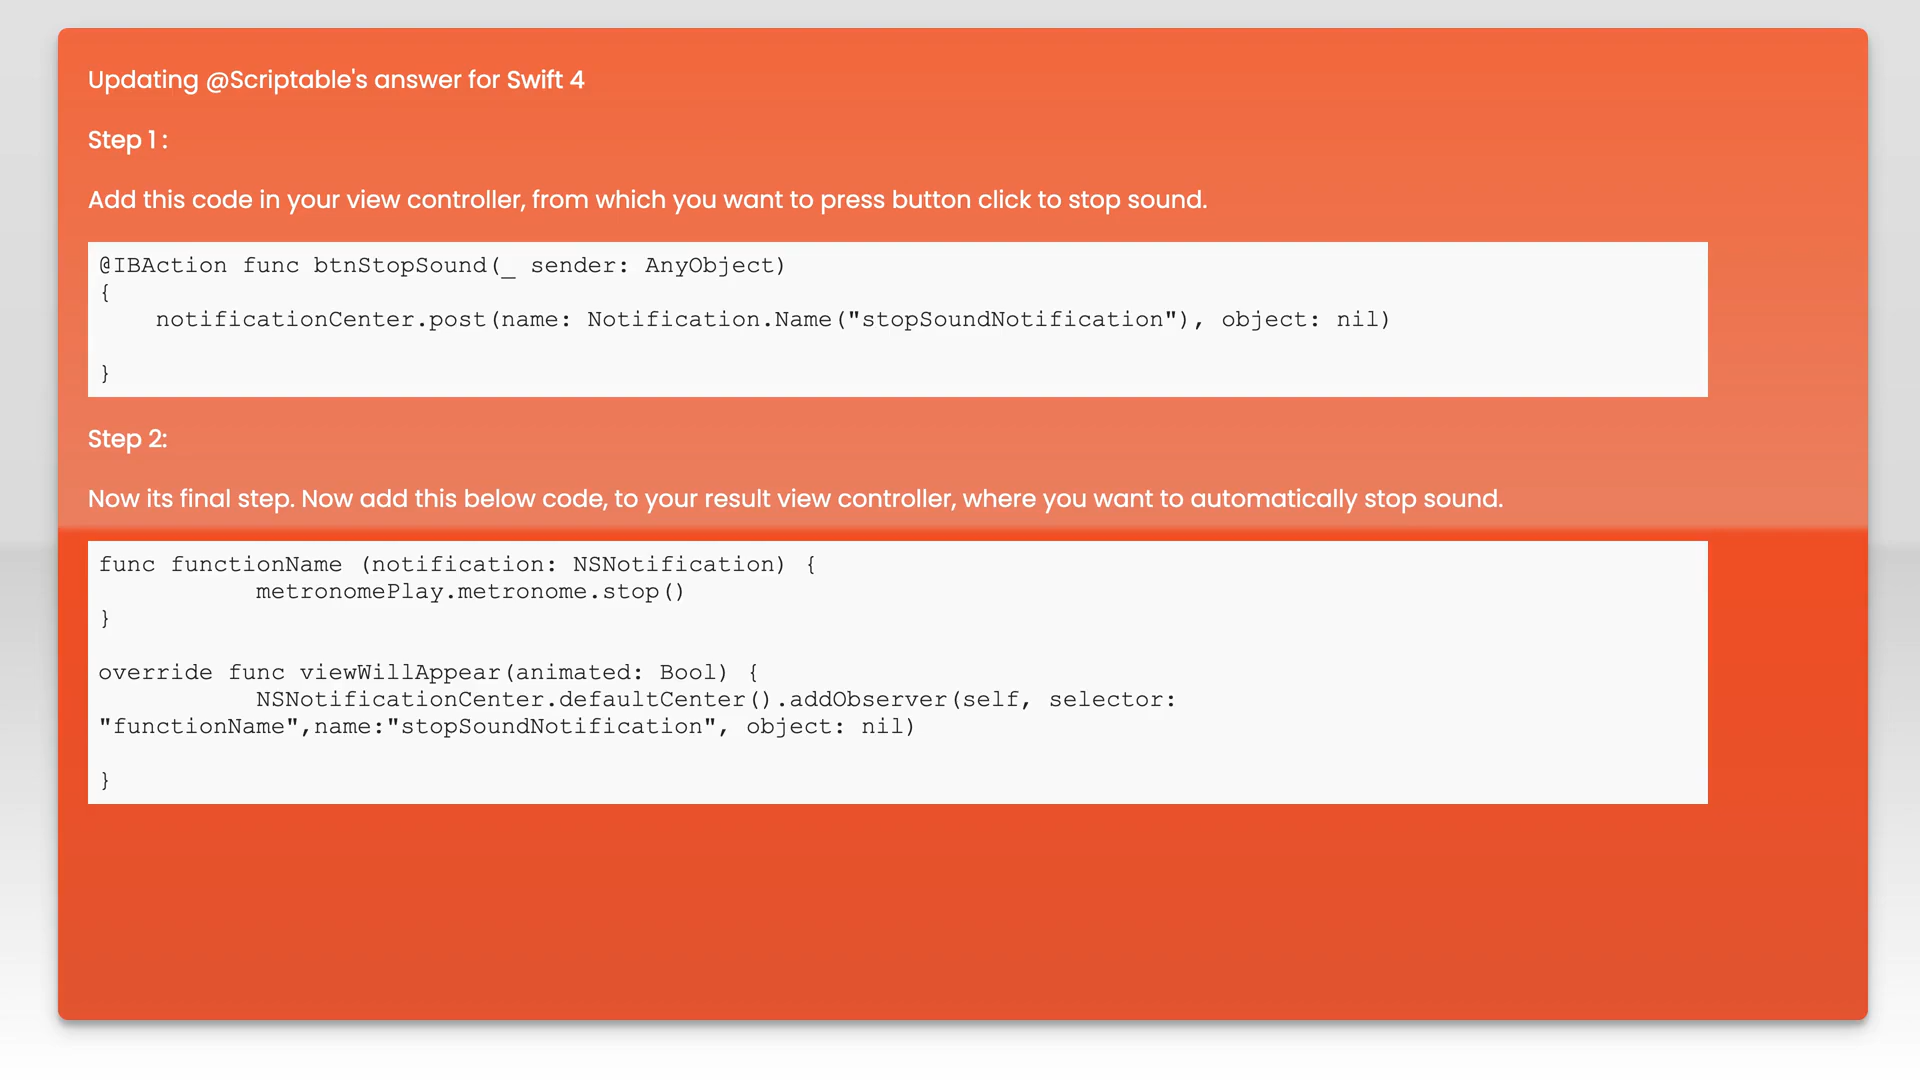 Updating @Scriptable's answer for Swift 4
Step 1 :
Add this code in your view controller, from which you want to press button click to stop sound.
@IBAction func btnStopSound(_ sender: AnyObject)
{
    notificationCenter.post(name: Notification.Name("stopSoundNotification"), object: nil)
}
Step 2:
Now its final step. Now add this below code, to your result view controller, where you want to automatically stop sound.
func functionName (notification: NSNotification) {
           metronomePlay.metronome.stop()
}
override func viewWillAppear(animated: Bool) {
           NSNotificationCenter.defaultCenter().addObserver(self, selector:
"functionName",name:"stopSoundNotification", object: nil)
}